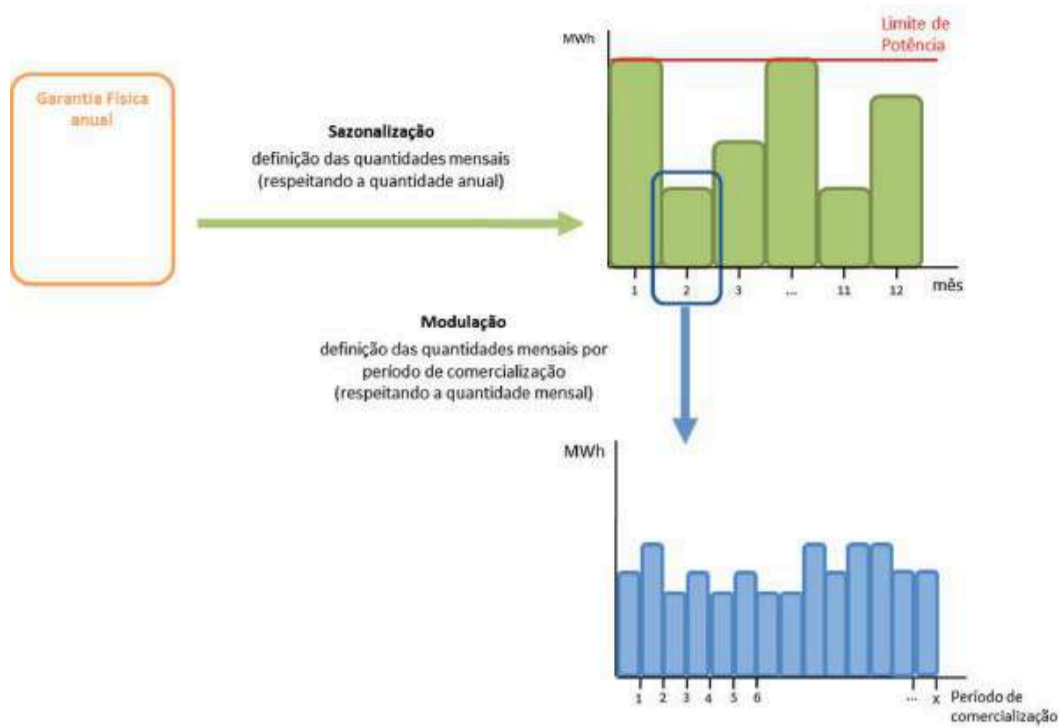 Garantia Física
anual
Sazonalização
definição das quantidades mensais
(respeitando a quantidade anual)
MWh
Limite de
Potência
1 2 3 ... 11 12 mês
Modulação
definição das quantidades mensais por
período de comercialização
(respeitando a quantidade mensal)
MWh
1 2 3 4 5 6 ... X Período de
comercialização